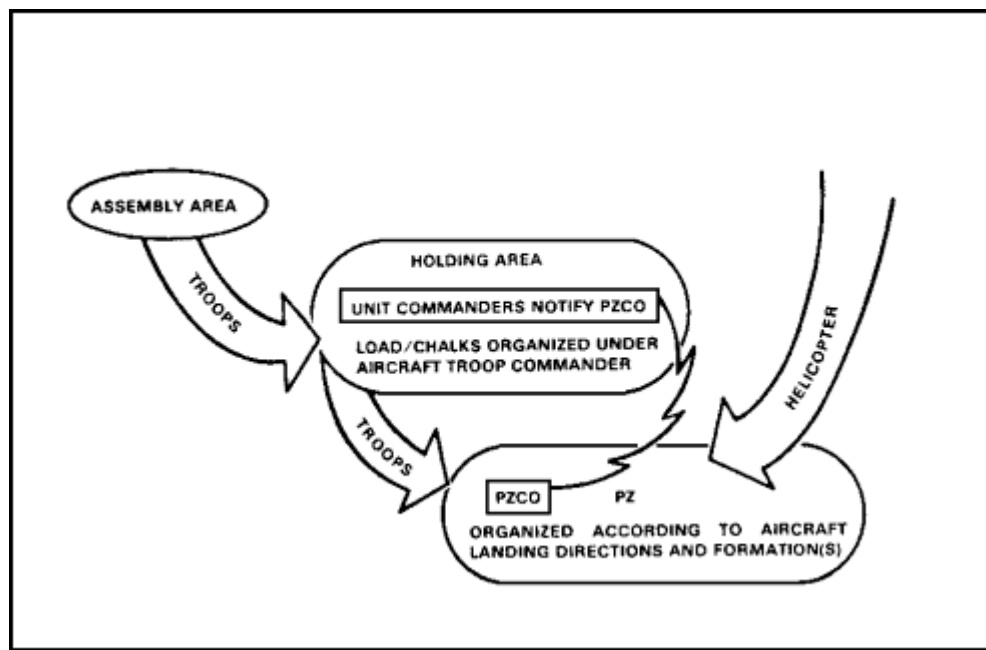 ASSEMBLY AREA
TROOPS
HOLDING AREA
UNIT COMMANDERS NOTIFY PZCO
LOAD/CHALKS ORGANIZED UNDER
AIRCRAFT TROOP COMMANDER
TROOPS
HELICOPTER
PZCO
PZ
ORGANIZED ACCORDING TO AIRCRAFT
LANDING DIRECTIONS AND FORMATION(S)